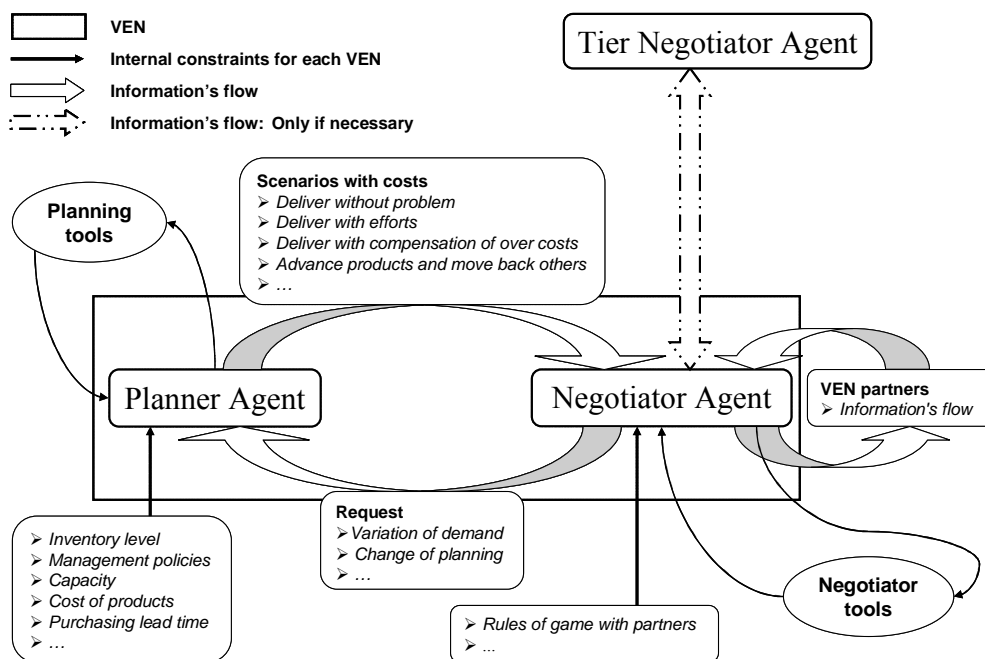 VEN
Internal constraints for each VEN
Information's flow
Information's flow: Only if necessary
Tier Negotiator Agent
Scenarios with costs
➢ Deliver without problem
➢ Deliver with efforts
➢ Deliver with compensation of over costs
➢ Advance products and move back others
➢ …
Planning
tools
Planner Agent
Negotiator Agent
VEN partners
➢ Information's flow
Request
➢ Variation of demand
➢ Change of planning
➢ …
➢ Inventory level
➢ Management policies
➢ Capacity
➢ Cost of products
➢ Purchasing lead time
➢ …
Negotiator
tools
➢ Rules of game with partners
➢ ...